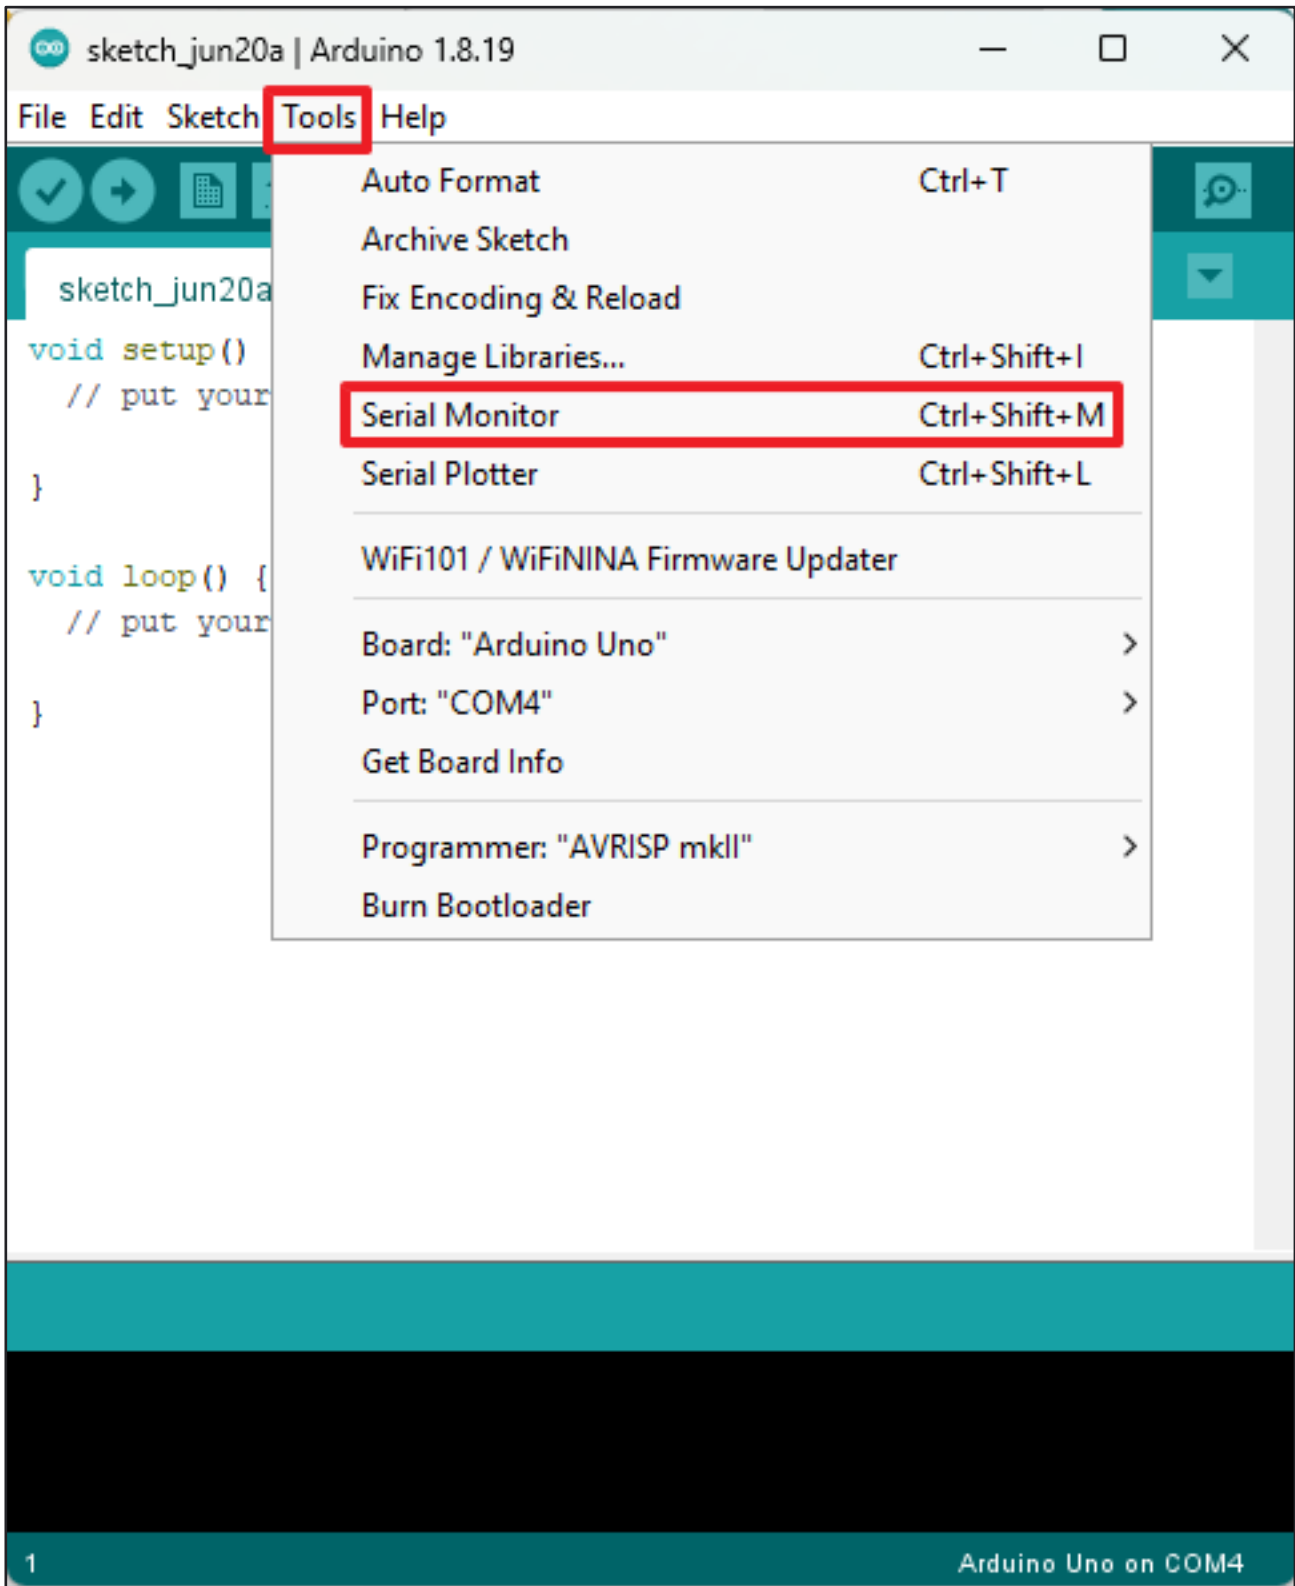 sketch_jun20a | Arduino 1.8.19
File Edit Sketch Tools Help
Auto Format Ctrl+T
Archive Sketch
sketch_jun20a
Fix Encoding & Reload
void setup()
Manage Libraries... Ctrl+Shift+I
// put your
Serial Monitor Ctrl+Shift+M
Serial Plotter Ctrl+Shift+L
}
WiFi101 / WiFiNINA Firmware Updater
void loop() {
// put your
Board: "Arduino Uno"
Port: "COM4"
}
Get Board Info
Programmer: "AVRISP mkII"
Burn Bootloader
1 Arduino Uno on COM4